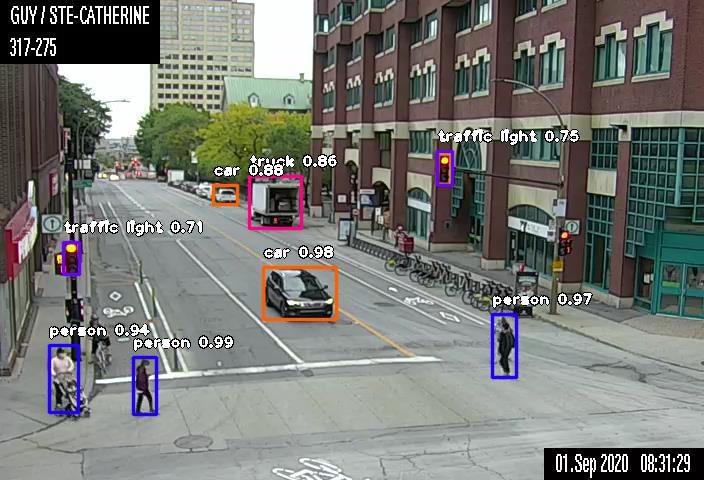 GUY / STE-CATHERINE
317-275
traffic light 0.75
truck 0.86
car 0.88
traffic light 0.71
car 0.98
person 0.97
person 0.94
person 0.99
01.Sep 2020 08:31:29